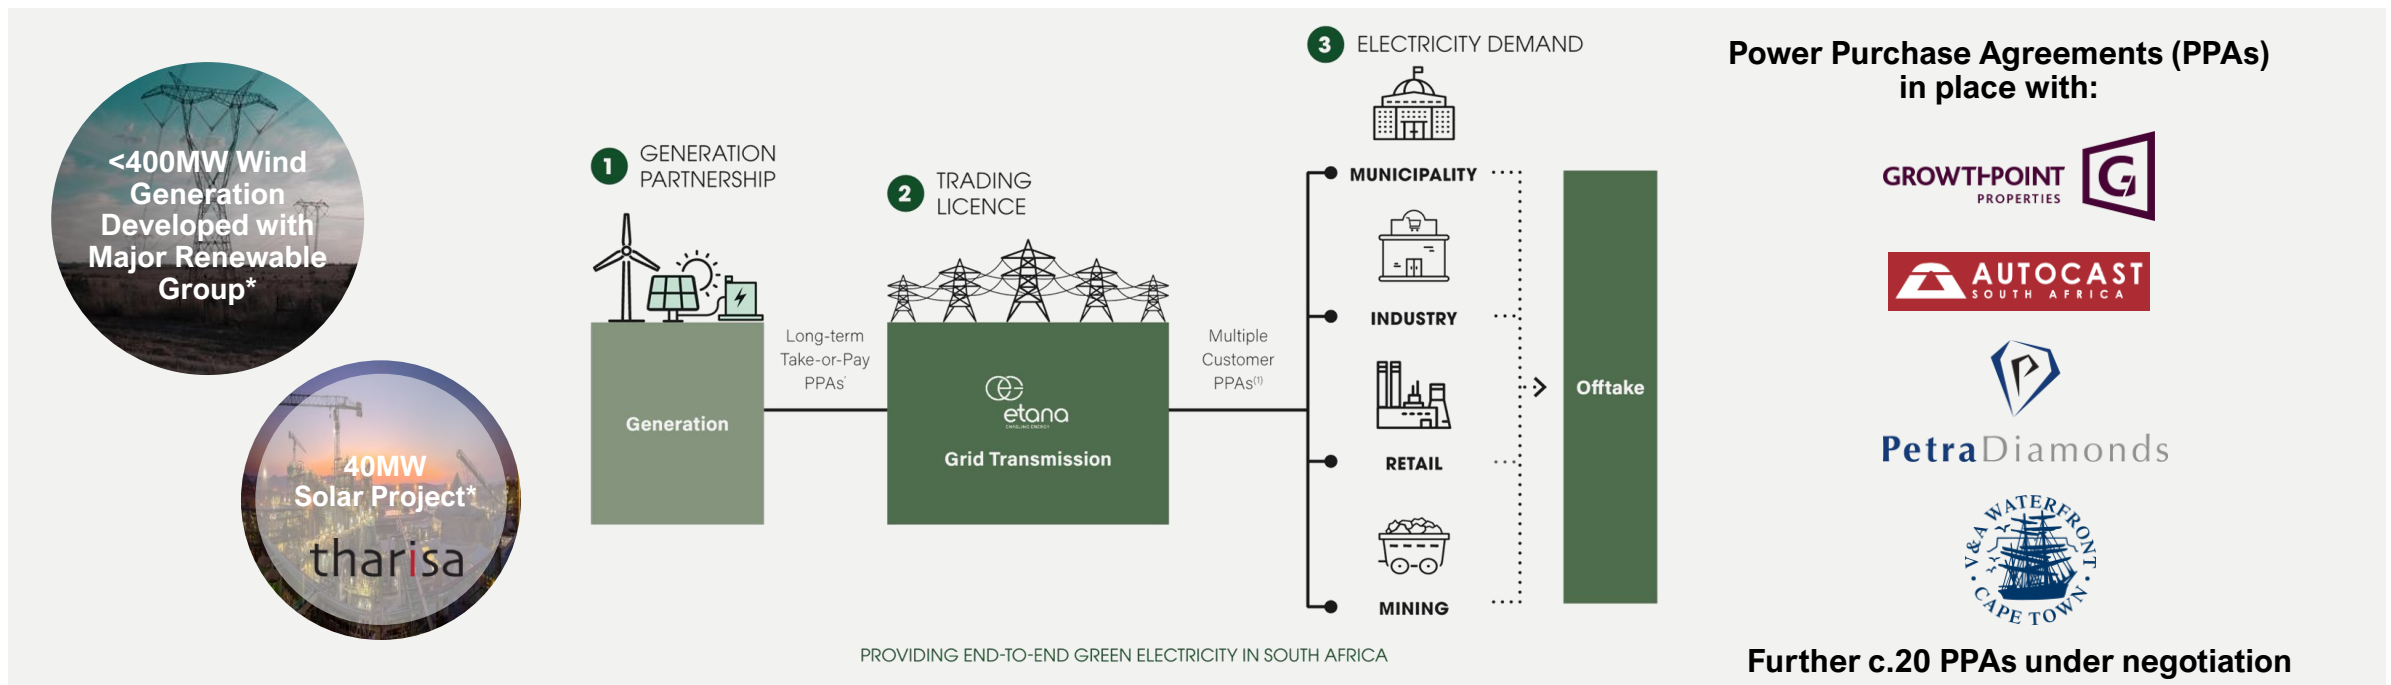 <400MW Wind
Generation
Developed with
Major Renewable
Group*
40MW
Solar Project*
tharisa
1 GENERATION
PARTNERSHIP
Generation
Long-term
Take-or-Pay
PPAs'
2 TRADING
LICENCE
etana
ENABLING ENERGY
Grid Transmission
Multiple
Customer
PPAs(1)
3 ELECTRICITY DEMAND
MUNICIPALITY
INDUSTRY
RETAIL
MINING
Offtake
PROVIDING END-TO-END GREEN ELECTRICITY IN SOUTH AFRICA
Power Purchase Agreements (PPAs)
in place with:
GROWTHPOINT
PROPERTIES
G
AUTOCAST
SOUTH AFRICA
P
PetraDiamonds
V&A WATERFRONT
CAPE TOWN
Further c.20 PPAs under negotiation